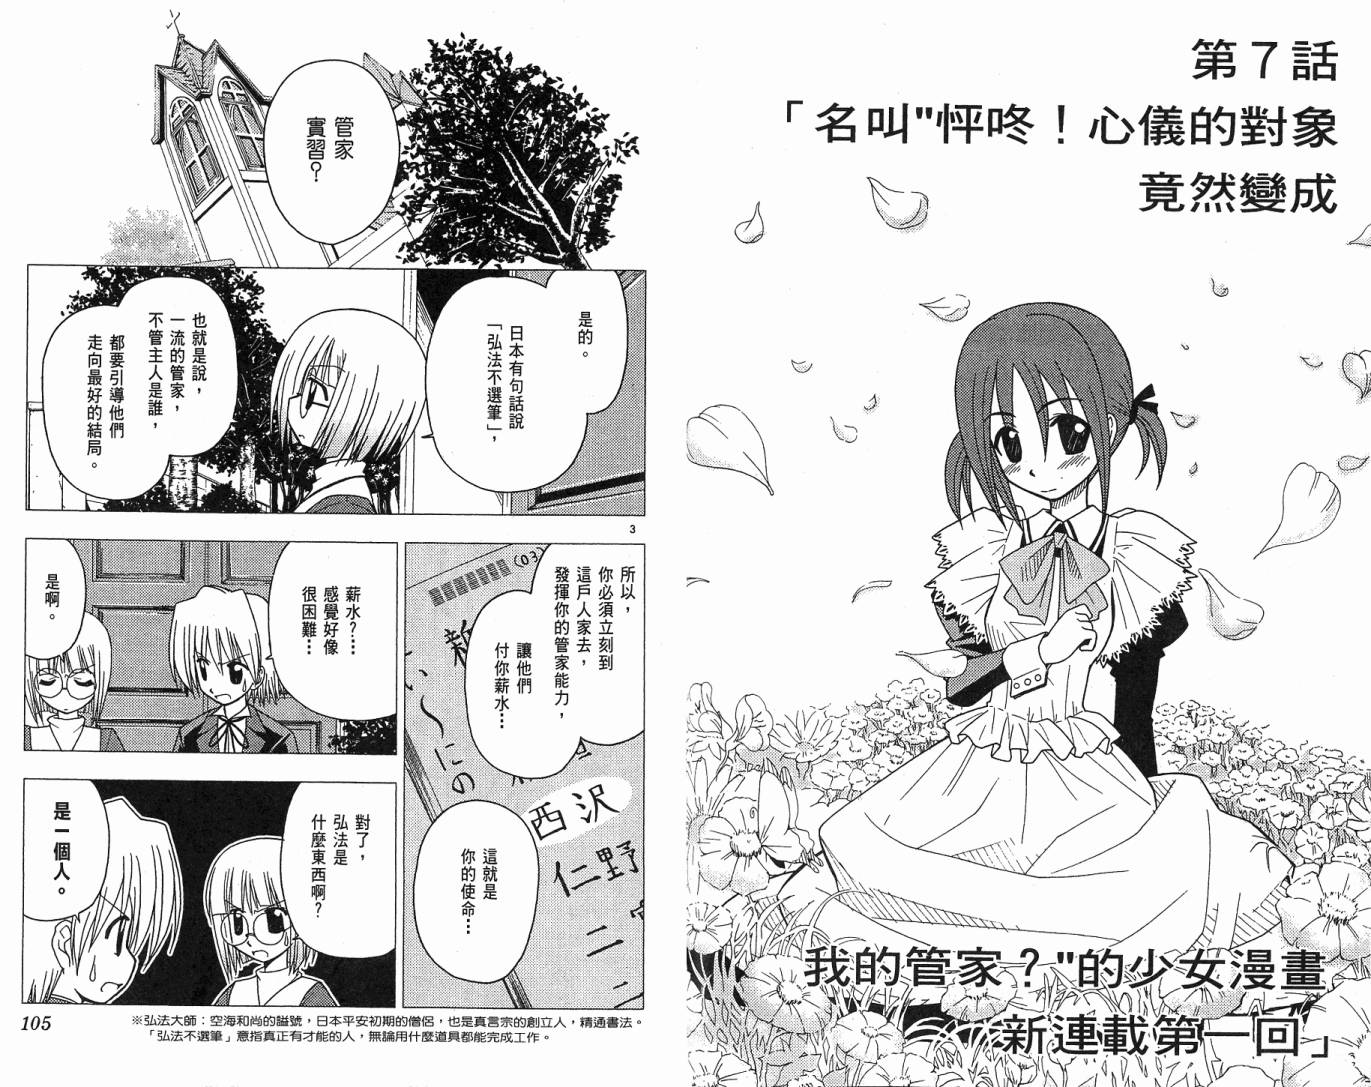 第７話
「名叫"怦咚！心儀的對象
竟然變成
我的管家？"的少女漫畫
新連載第一回」
管家
實習？
是的。
日本有句話說
「弘法不選筆」，
也就是說，
一流的管家，
不管主人是誰，
都要引導他們
走向最好的結局。
3
所以，
你必須立刻到
這戶人家去，
發揮你的管家能力，
讓他們
付你薪水…
(03)
西沢
仁野
二
這就是
你的使命…
薪水？…
感覺好像
很困難…
是啊。
對了，
弘法是
什麼東西啊？
是一個人。
105
※弘法大師：空海和尚的謚號，日本平安初期的僧侶，也是真言宗的創立人，精通書法。
「弘法不選筆」意指真正有才能的人，無論用什麼道具都能完成工作。